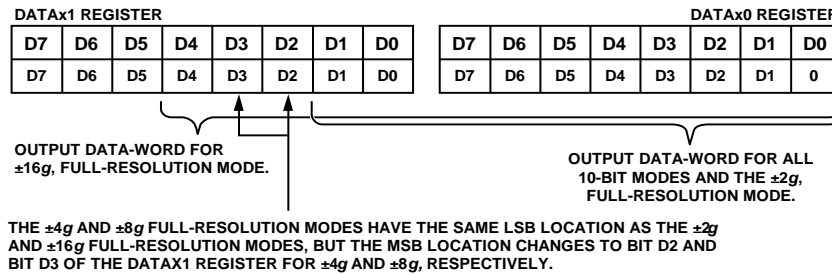 DATAx1 REGISTER
DATAx0 REGISTER
D7 D6 D5 D4 D3 D2 D1 D0
D7 D6 D5 D4 D3 D2 D1 D0
D7 D6 D5 D4 D3 D2 D1 D0
D7 D6 D5 D4 D3 D2 D1 0
OUTPUT DATA-WORD FOR
±16g, FULL-RESOLUTION MODE.
OUTPUT DATA-WORD FOR ALL
10-BIT MODES AND THE ±2g,
FULL-RESOLUTION MODE.
THE ±4g AND ±8g FULL-RESOLUTION MODES HAVE THE SAME LSB LOCATION AS THE ±2g
AND ±16g FULL-RESOLUTION MODES, BUT THE MSB LOCATION CHANGES TO BIT D2 AND
BIT D3 OF THE DATAX1 REGISTER FOR ±4g AND ±8g, RESPECTIVELY.